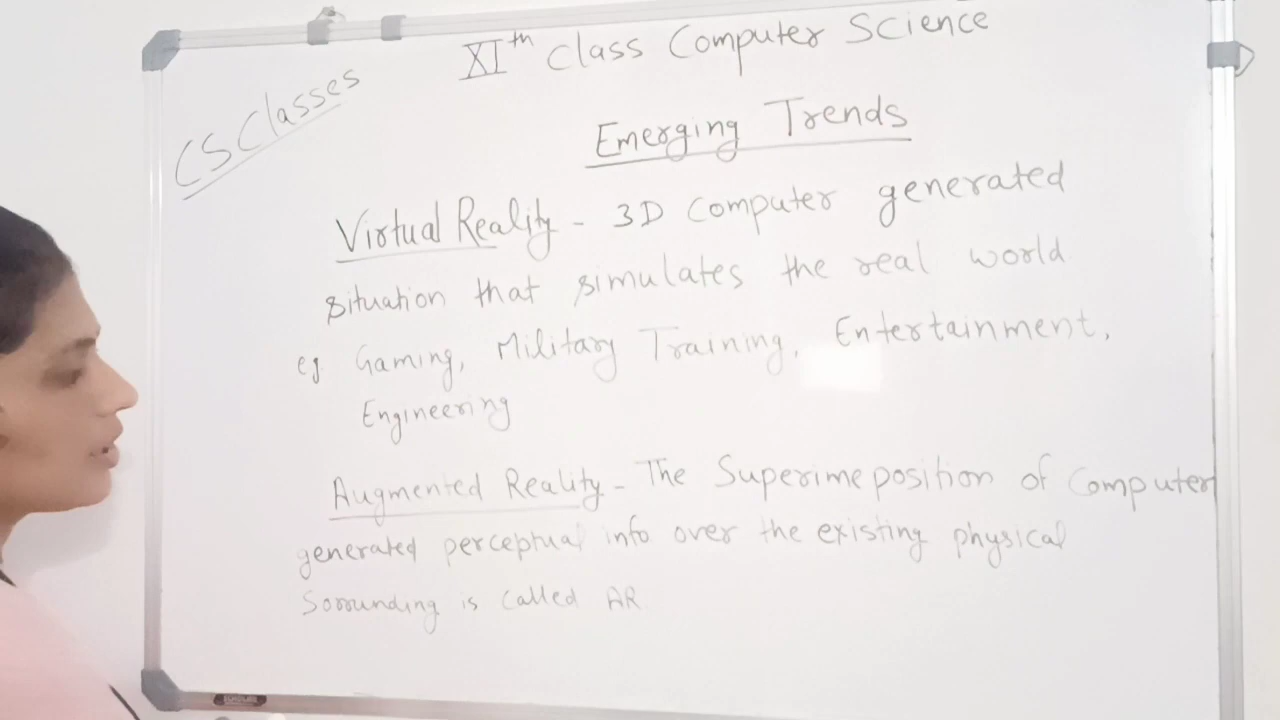 XIth Class Computer Science
CS Classes
Emerging Trends
Virtual Reality - 3D Computer generated
situation that simulates the real world
eg. Gaming, Military Training, Entertainment,
Engineering
Augmented Reality - The Superimeposition of Computer
generated perceptual info over the existing physical
Sorrunding is called AR